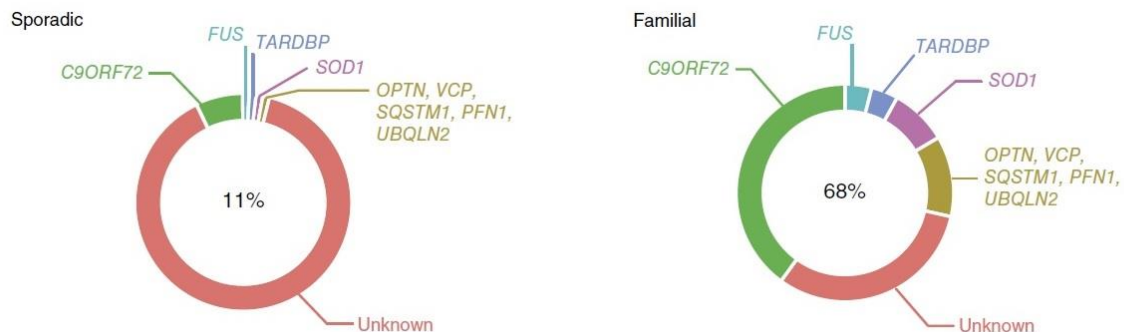 Sporadic
FUS
TARDBP
C9ORF72
SOD1
OPTN, VCP,
SQSTM1, PFN1,
UBQLN2
11%
Unknown
Familial
FUS
TARDBP
C9ORF72
SOD1
OPTN, VCP,
SQSTM1, PFN1,
UBQLN2
68%
Unknown